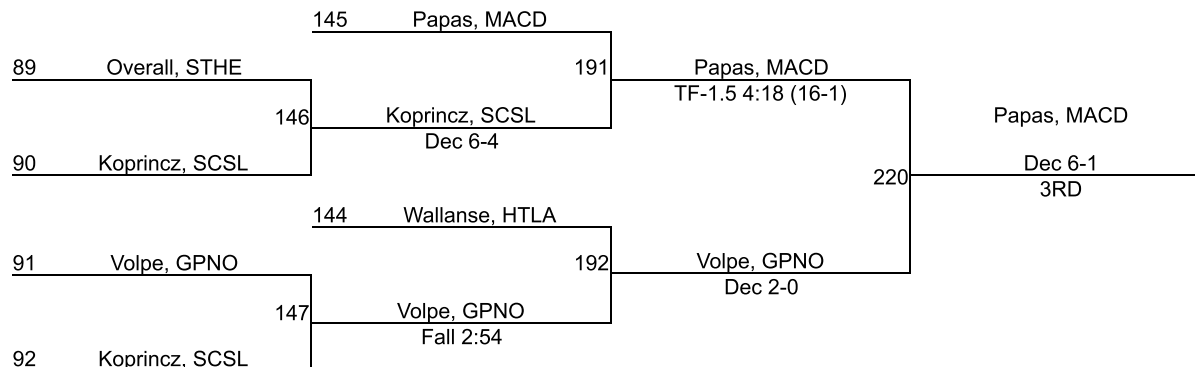 145 Papas, MACD
89 Overall, STHE
191
Papas, MACD
TF-1.5 4:18 (16-1)
146
Koprincz, SCSL
Dec 6-4
Papas, MACD
90 Koprincz, SCSL
Dec 6-1
220
3RD
144 Wallanse, HTLA
91 Volpe, GPNO
192
Volpe, GPNO
Dec 2-0
147
Volpe, GPNO
Fall 2:54
92 Koprincz, SCSL